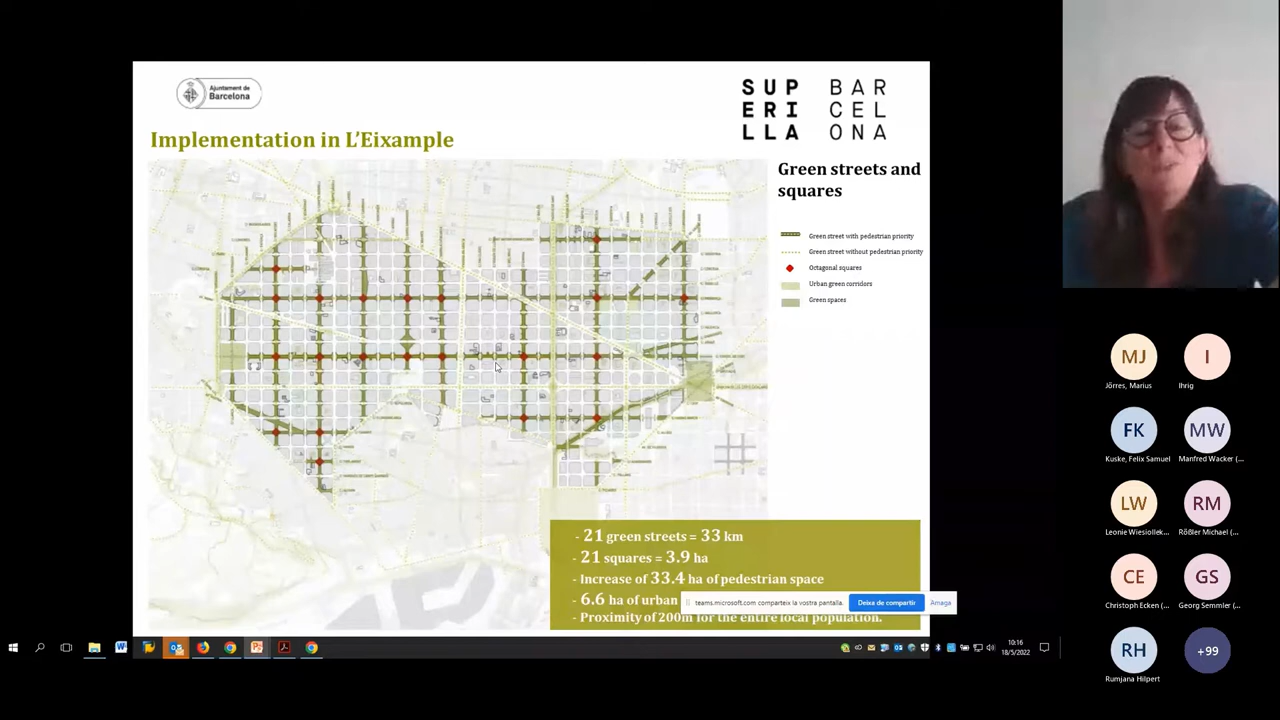 Ajuntament de
Barcelona
SUP BAR
ERI CEL
LLA ONA
Implementation in L'Eixample
Green streets and
squares
Green street with pedestrian priority
Green street without pedestrian priority
Octagonal squares
Urban green corridors
Green spaces
- 21 green streets = 33 km
- 21 squares = 3.9 ha
- Increase of 33.4 ha of pedestrian space
- 6.6 ha of urban
teams.microsoft.com comparteix la vostra pantalla.
Deixa de compartir
Amaga
- Proximity of 200m for the entire local population.
10:16
18/5/2022
MJ
Jörres, Marius
I
Ihrig
FK
Kuske, Felix Samuel
MW
Manfred Wacker (...
LW
Leonie Wiesiollek...
RM
Rößler Michael (...
CE
Christoph Ecken (...
GS
Georg Semmler (...
RH
Rumjana Hilpert
+99